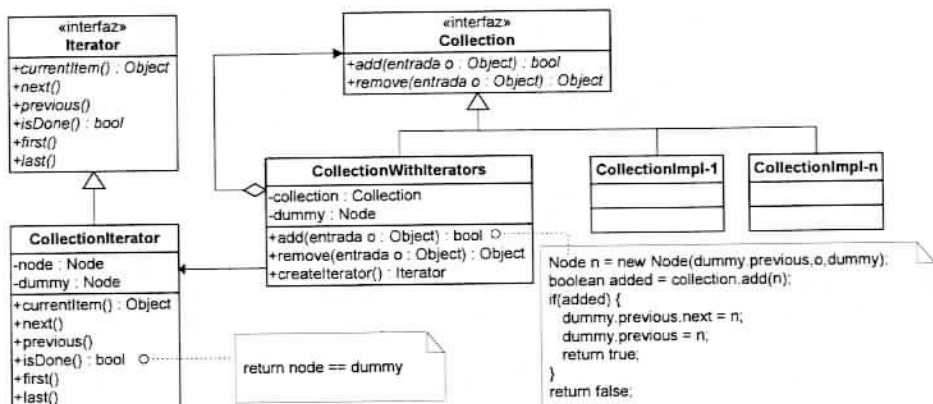 «interfaz»
Iterator
+currentItem() : Object
+next()
+previous()
+isDone() : bool
+first()
+last()
«interfaz»
Collection
+add(entrada o : Object) : bool
+remove(entrada o : Object) : Object
CollectionWithIterators
-collection : Collection
-dummy : Node
+add(entrada o : Object) : bool
+remove(entrada o : Object) : Object
+createIterator() : Iterator
CollectionImpl-1
CollectionImpl-n
CollectionIterator
-node : Node
-dummy : Node
+currentItem() : Object
+next()
+previous()
+isDone() : bool
+first()
+last()
return node == dummy
Node n = new Node(dummy.previous,o,dummy);
boolean added = collection.add(n);
if(added) {
dummy.previous.next = n;
dummy.previous = n;
return true;
}
return false;